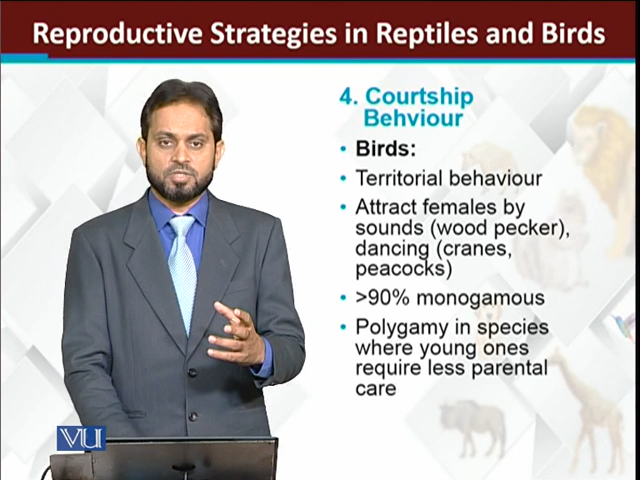 Reproductive Strategies in Reptiles and Birds
4. Courtship
Behviour
• Birds:
• Territorial behaviour
• Attract females by
sounds (wood pecker),
dancing (cranes,
peacocks)
• >90% monogamous
• Polygamy in species
where young ones
require less parental
care
VU